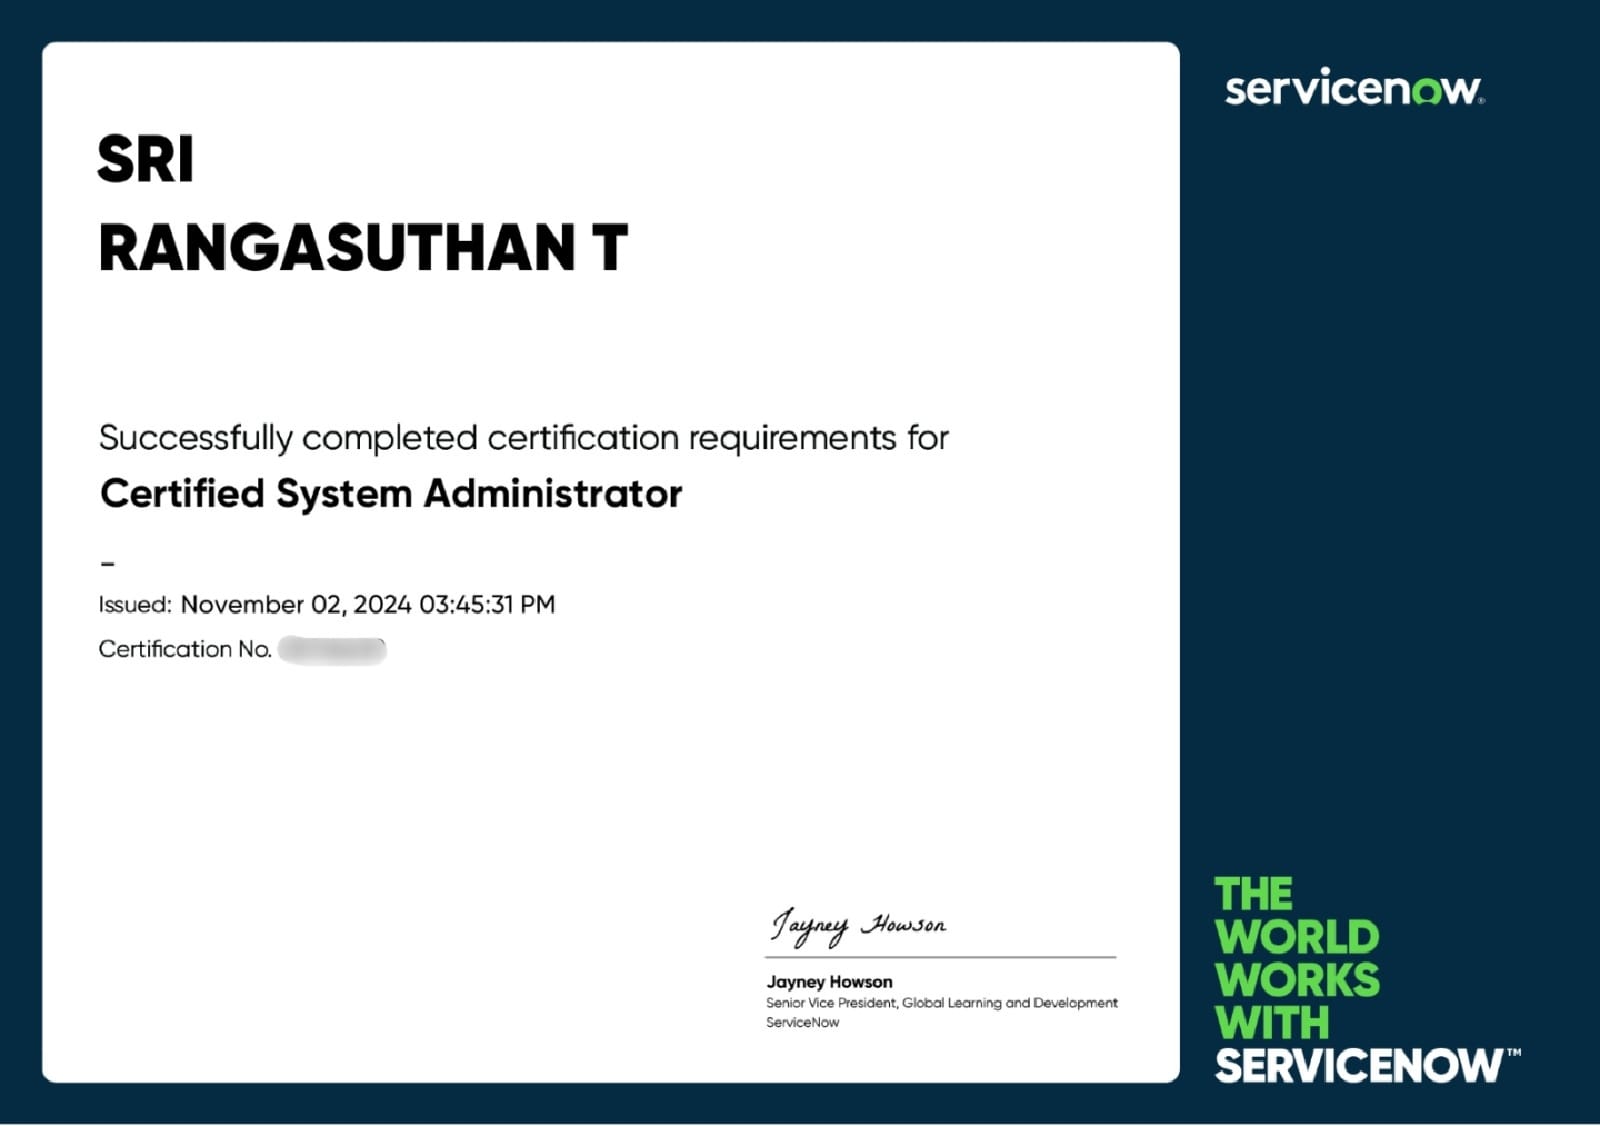 servicenow®
SRI
RANGASUTHAN T
Successfully completed certification requirements for
Certified System Administrator
–
Issued: November 02, 2024 03:45:31 PM
Certification No.
Jayney Howson
Jayney Howson
Senior Vice President, Global Learning and Development
ServiceNow
THE
WORLD
WORKS
WITH
SERVICENOW™